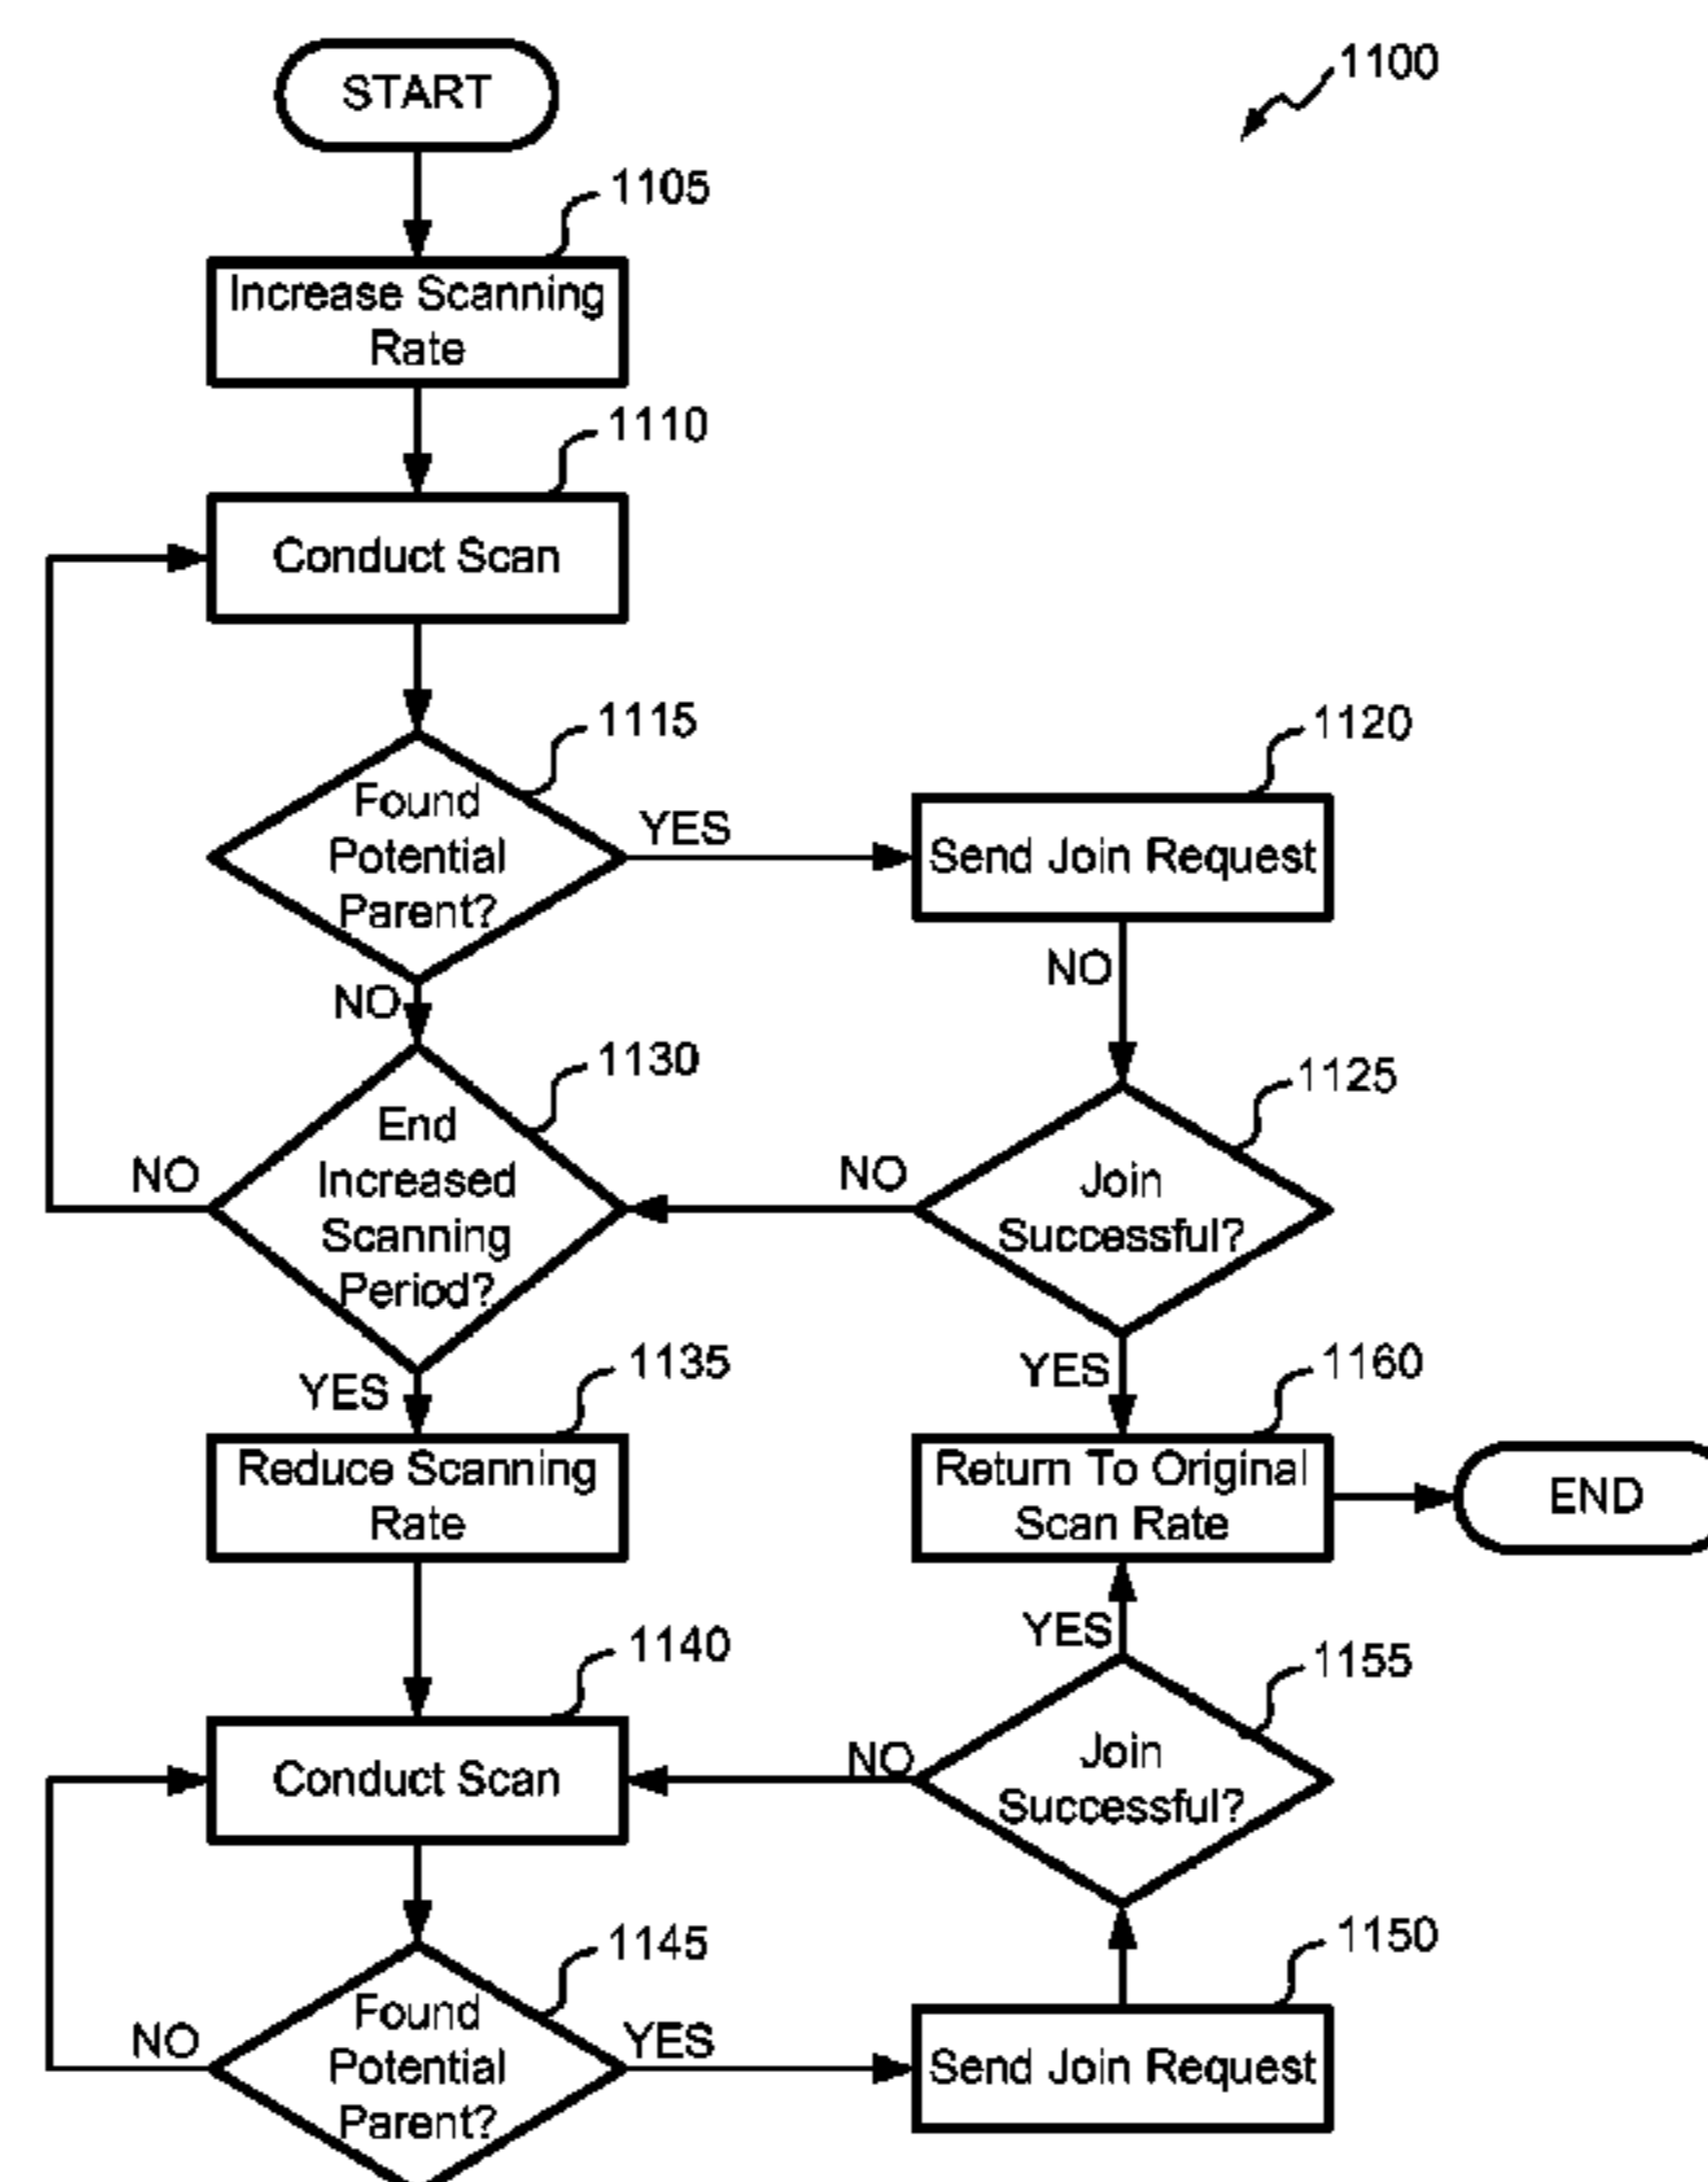 START
1100
1105
Increase Scanning
Rate
1110
Conduct Scan
1115
Found
Potential
Parent?
YES
1120
Send Join Request
NO
NO
1130
End
Increased
Scanning
Period?
NO
1125
Join
Successful?
NO
YES
YES
1135
Reduce Scanning
Rate
1160
Return To Original
Scan Rate
END
1140
Conduct Scan
YES
1155
Join
Successful?
NO
1145
Found
Potential
Parent?
NO
YES
1150
Send Join Request